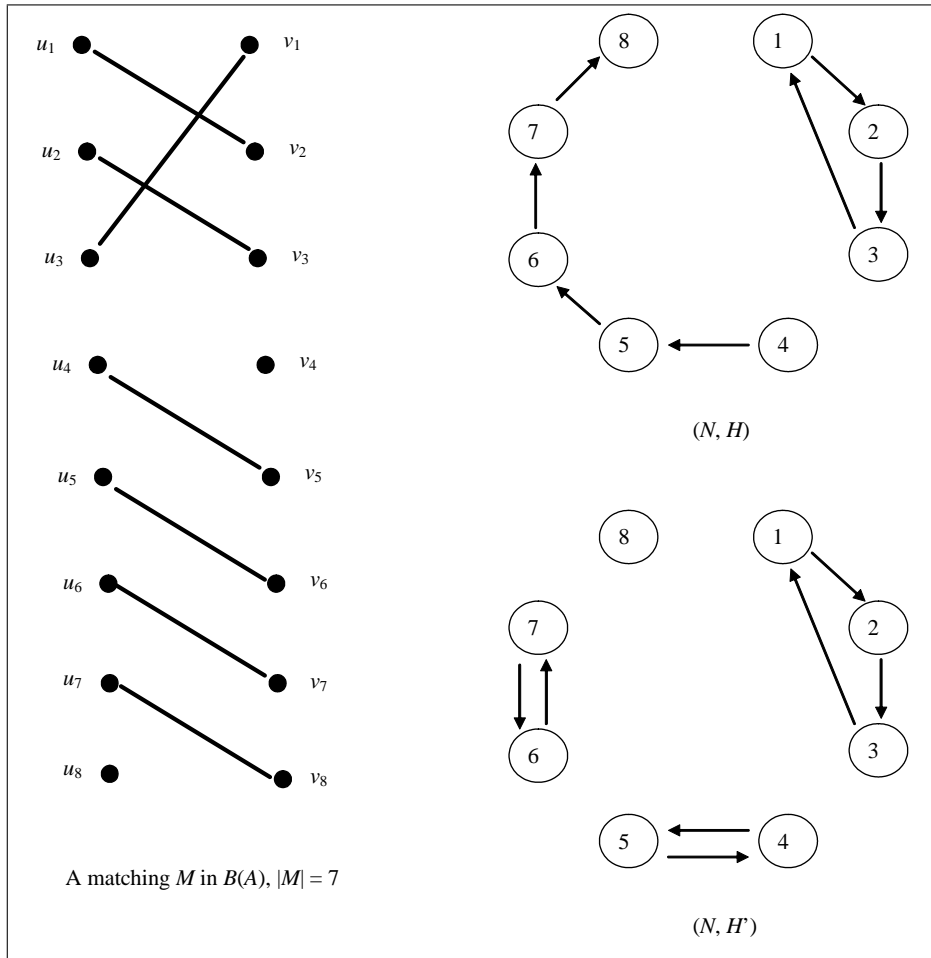 u1 v1
u2 v2
u3 v3
u4 v4
u5 v5
u6 v6
u7 v7
u8 v8
A matching M in B(A), |M| = 7
8 1
7 2
6 3
5 4
(N, H)
8 1
7 2
6 3
5 4
(N, H')